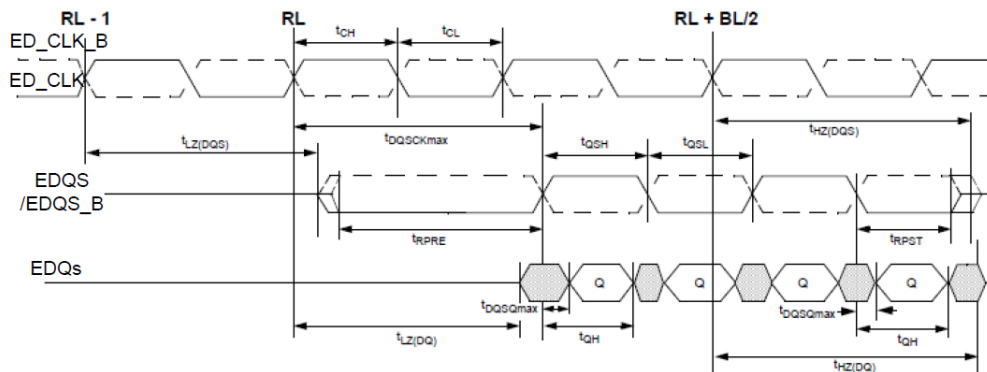 RL - 1 RL RL + BL/2
ED_CLK_B
tCH tCL
ED_CLK
tLZ(DQS) tDQSCKmax tHZ(DQS)
tQSH tQSL
EDQS
/EDQS_B
tRPRE tRPST
EDQs
Q Q Q Q
tDQSQmax tDQSQmax
tLZ(DQ) tQH tQH
tHZ(DQ)